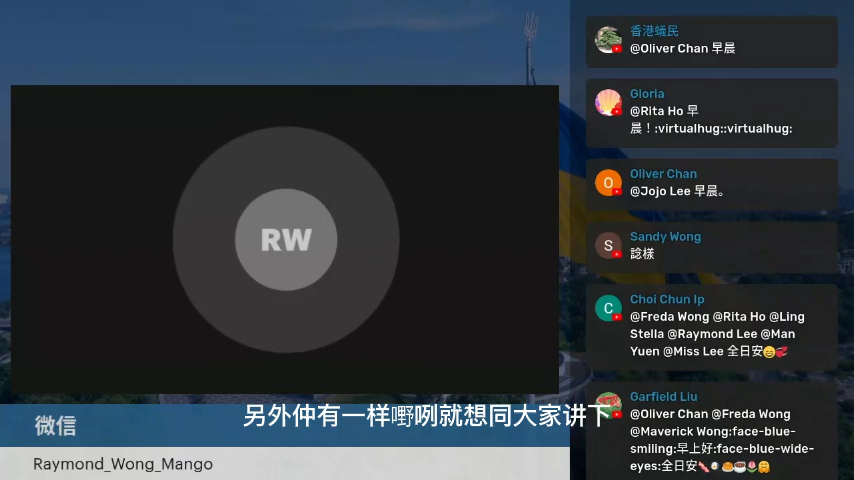 RW
另外仲有一样嘢咧就想同大家讲下
微信
Raymond_Wong_Mango
香港蟻民
@Oliver Chan 早晨
Gloria
@Rita Ho 早
晨！:virtualhug::virtualhug:
O
Oliver Chan
@Jojo Lee 早晨。
S
Sandy Wong
諗樣
C
Choi Chun Ip
@Freda Wong @Rita Ho @Ling
Stella @Raymond Lee @Man
Yuen @Miss Lee 全日安😄💞
Garfield Liu
@Oliver Chan @Freda Wong
@Maverick Wong:face-blue-
smiling:早上好:face-blue-wide-
eyes:全日安